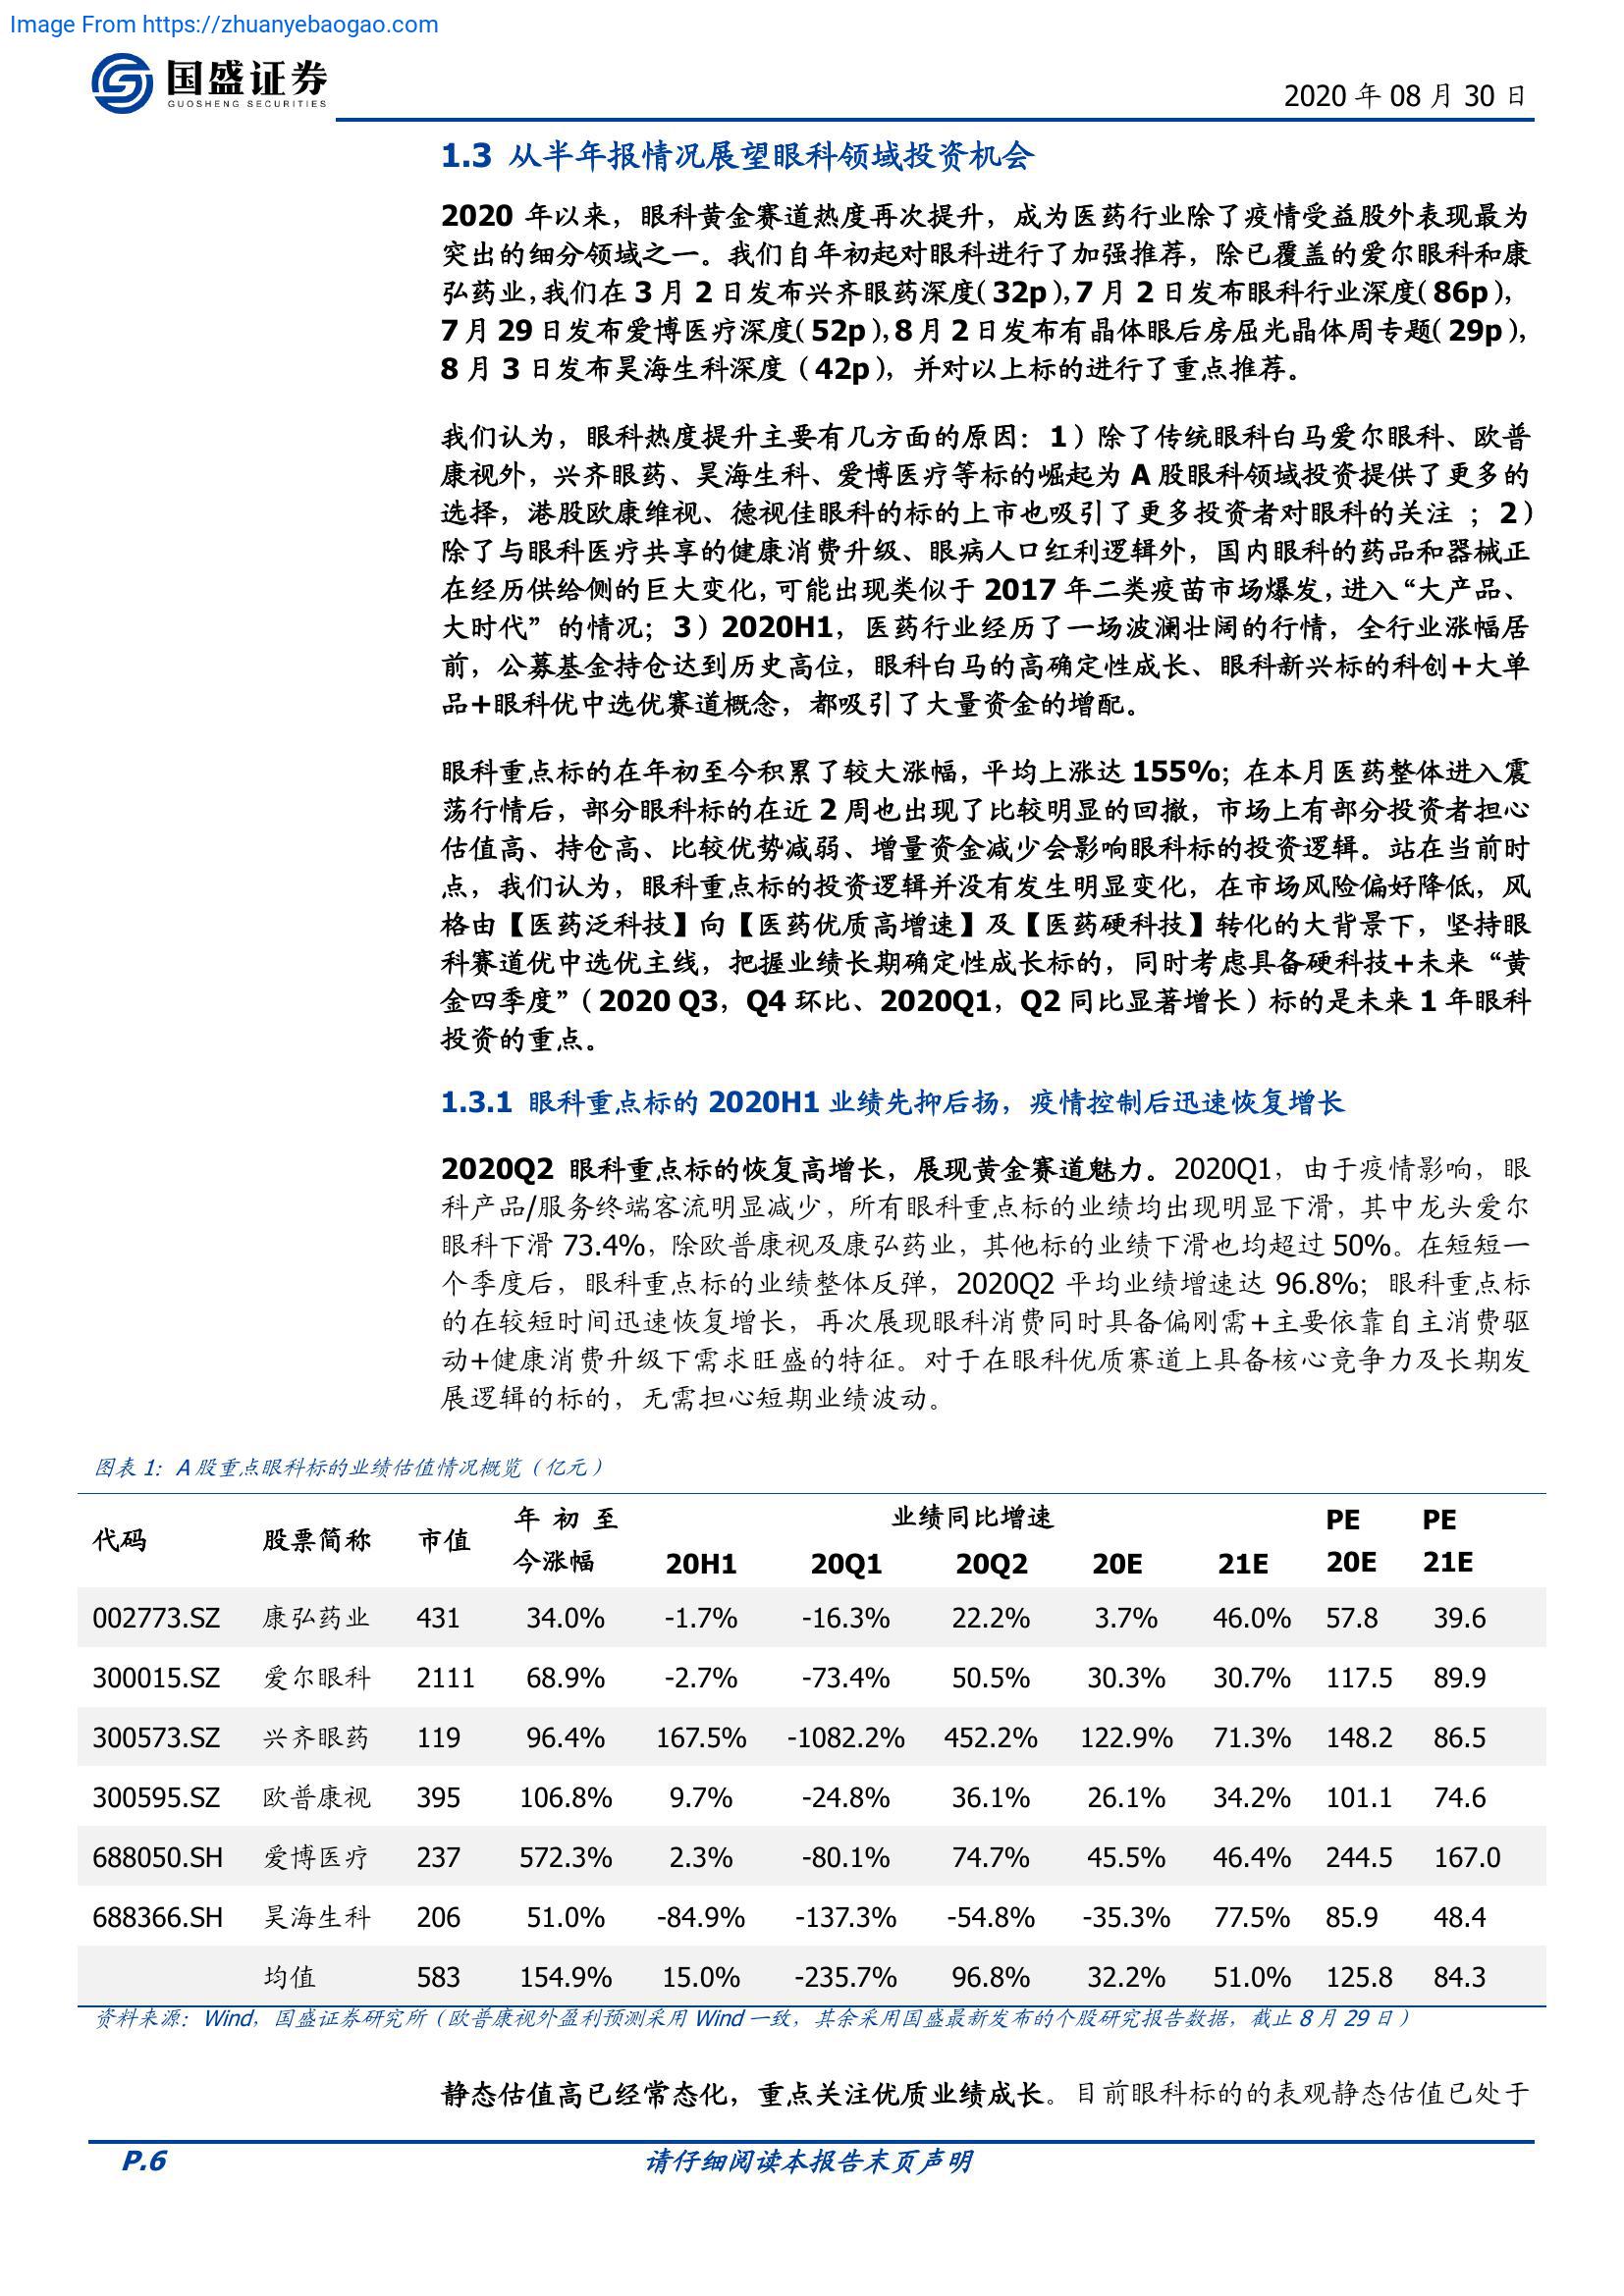 Image From https://zhuanyebaogao.com
国盛证券
GUOSHENG SECURITIES
2020 年 08 月 30 日
1.3 从半年报情况展望眼科领域投资机会
2020 年以来，眼科黄金赛道热度再次提升，成为医药行业除了疫情受益股外表现最为
突出的细分领域之一。我们自年初起对眼科进行了加强推荐，除已覆盖的爱尔眼科和康
弘药业，我们在 3 月 2 日发布兴齐眼药深度（32p），7 月 2 日发布眼科行业深度（86p），
7 月 29 日发布爱博医疗深度（52p），8 月 2 日发布有晶体眼后房屈光晶体周专题（29p），
8 月 3 日发布昊海生科深度（42p），并对以上标的进行了重点推荐。
我们认为，眼科热度提升主要有几方面的原因：1）除了传统眼科白马爱尔眼科、欧普
康视外，兴齐眼药、昊海生科、爱博医疗等标的崛起为 A 股眼科领域投资提供了更多的
选择，港股欧康维视、德视佳眼科的标的上市也吸引了更多投资者对眼科的关注 ；2）
除了与眼科医疗共享的健康消费升级、眼病人口红利逻辑外，国内眼科的药品和器械正
在经历供给侧的巨大变化，可能出现类似于 2017 年二类疫苗市场爆发，进入“大产品、
大时代”的情况；3）2020H1，医药行业经历了一场波澜壮阔的行情，全行业涨幅居
前，公募基金持仓达到历史高位，眼科白马的高确定性成长、眼科新兴标的科创+大单
品+眼科优中选优赛道概念，都吸引了大量资金的增配。
眼科重点标的在年初至今积累了较大涨幅，平均上涨达 155%；在本月医药整体进入震
荡行情后，部分眼科标的在近 2 周也出现了比较明显的回撤，市场上有部分投资者担心
估值高、持仓高、比较优势减弱、增量资金减少会影响眼科标的投资逻辑。站在当前时
点，我们认为，眼科重点标的投资逻辑并没有发生明显变化，在市场风险偏好降低，风
格由【医药泛科技】向【医药优质高增速】及【医药硬科技】转化的大背景下，坚持眼
科赛道优中选优主线，把握业绩长期确定性成长标的，同时考虑具备硬科技+未来“黄
金四季度”（2020 Q3，Q4 环比、2020Q1，Q2 同比显著增长）标的是未来 1 年眼科
投资的重点。
1.3.1 眼科重点标的 2020H1 业绩先抑后扬，疫情控制后迅速恢复增长
2020Q2 眼科重点标的恢复高增长，展现黄金赛道魅力。2020Q1，由于疫情影响，眼
科产品/服务终端客流明显减少，所有眼科重点标的业绩均出现明显下滑，其中龙头爱尔
眼科下滑 73.4%，除欧普康视及康弘药业，其他标的业绩下滑也均超过 50%。在短短一
个季度后，眼科重点标的业绩整体反弹，2020Q2 平均业绩增速达 96.8%；眼科重点标
的在较短时间迅速恢复增长，再次展现眼科消费同时具备偏刚需+主要依靠自主消费驱
动+健康消费升级下需求旺盛的特征。对于在眼科优质赛道上具备核心竞争力及长期发
展逻辑的标的，无需担心短期业绩波动。
图表 1：A 股重点眼科标的业绩估值情况概览（亿元）
代码 股票简称 市值 年初至今涨幅 业绩同比增速 PE PE
20H1 20Q1 20Q2 20E 21E 20E 21E
002773.SZ 康弘药业 431 34.0% -1.7% -16.3% 22.2% 3.7% 46.0% 57.8 39.6
300015.SZ 爱尔眼科 2111 68.9% -2.7% -73.4% 50.5% 30.3% 30.7% 117.5 89.9
300573.SZ 兴齐眼药 119 96.4% 167.5% -1082.2% 452.2% 122.9% 71.3% 148.2 86.5
300595.SZ 欧普康视 395 106.8% 9.7% -24.8% 36.1% 26.1% 34.2% 101.1 74.6
688050.SH 爱博医疗 237 572.3% 2.3% -80.1% 74.7% 45.5% 46.4% 244.5 167.0
688366.SH 昊海生科 206 51.0% -84.9% -137.3% -54.8% -35.3% 77.5% 85.9 48.4
均值 583 154.9% 15.0% -235.7% 96.8% 32.2% 51.0% 125.8 84.3
资料来源：Wind，国盛证券研究所（欧普康视外盈利预测采用 Wind 一致，其余采用国盛最新发布的个股研究报告数据，截止 8 月 29 日）
静态估值高已经常态化，重点关注优质业绩成长。目前眼科标的的表观静态估值已处于
P.6
请仔细阅读本报告末页声明